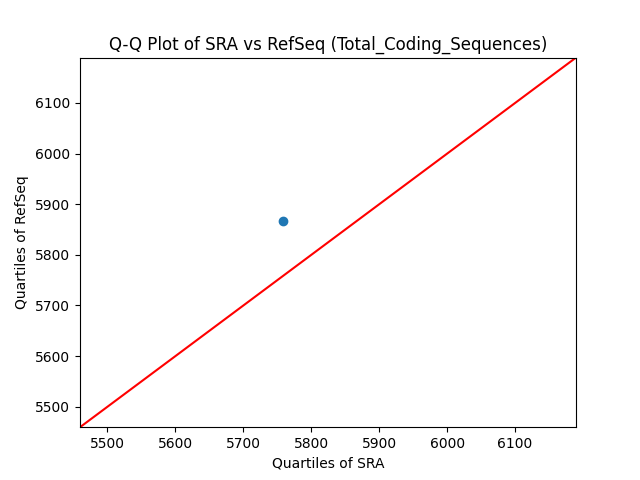 Q-Q Plot of SRA vs RefSeq (Total_Coding_Sequences)
Quartiles of RefSeq
6100
6000
5900
5800
5700
5600
5500
5500 5600 5700 5800 5900 6000 6100
Quartiles of SRA